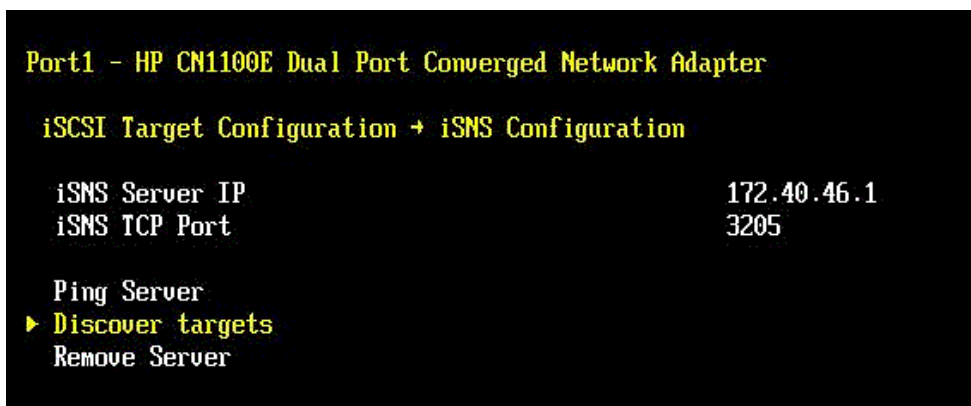 Port1 - HP CN1100E Dual Port Converged Network Adapter
iSCSI Target Configuration → iSNS Configuration
iSNS Server IP 172.40.46.1
iSNS TCP Port 3205
Ping Server
Discover targets
Remove Server